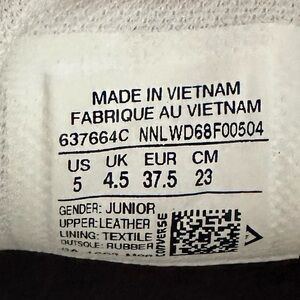 MADE IN VIETNAM
FABRIQUE AU VIETNAM
637664C NNLWD68F00504
US UK EUR CM
5 4.5 37.5 23
GENDER: JUNIOR
UPPER: LEATHER
LINING: TEXTILE
OUTSOLE: RUBBER
CONVERSE